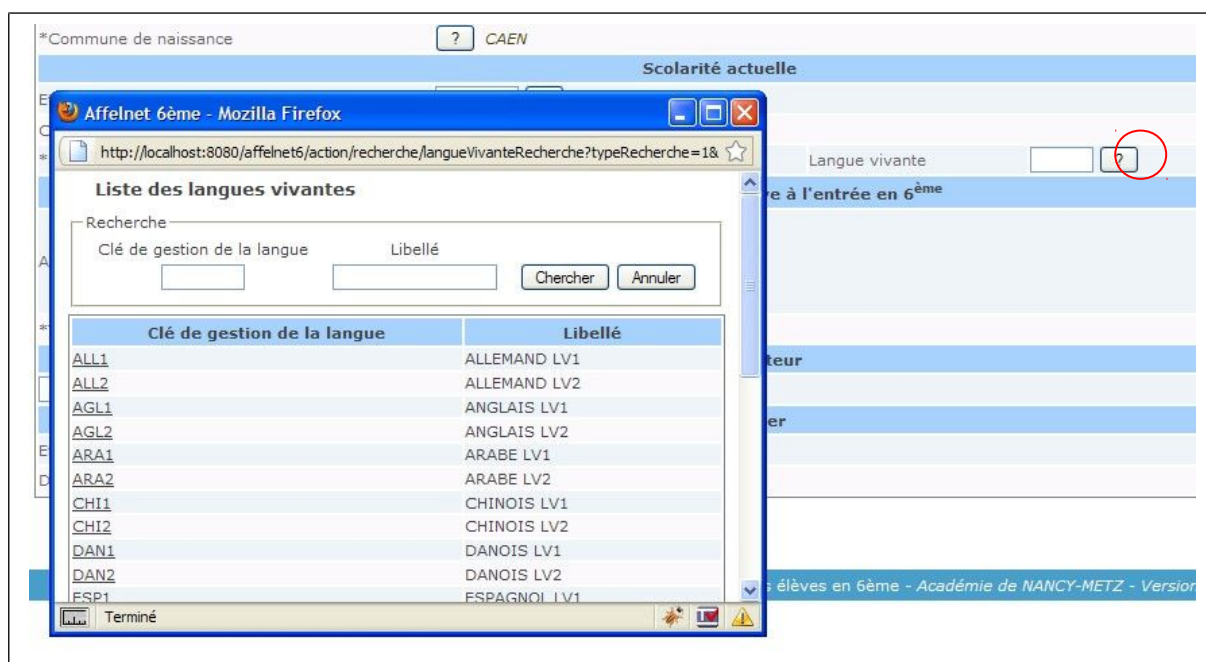 *Commune de naissance ? CAEN
Scolarité actuelle
E
Affelnet 6ème - Mozilla Firefox
C
http://localhost:8080/affelnet6/action/recherche/langueVivanteRecherche?typeRecherche=1&
* Langue vivante ?
Liste des langues vivantes
e à l'entrée en 6ème
Recherche
Clé de gestion de la langue Libellé
A
Chercher Annuler
*
Clé de gestion de la langue Libellé
ALL1 ALLEMAND LV1
teur
ALL2 ALLEMAND LV2
AGL1 ANGLAIS LV1
AGL2 ANGLAIS LV2
er
E
ARA1 ARABE LV1
D
ARA2 ARABE LV2
CHI1 CHINOIS LV1
CHI2 CHINOIS LV2
DAN1 DANOIS LV1
DAN2 DANOIS LV2
élèves en 6ème - Académie de NANCY-METZ - Version
ESP1 ESPAGNOL LV1
Terminé